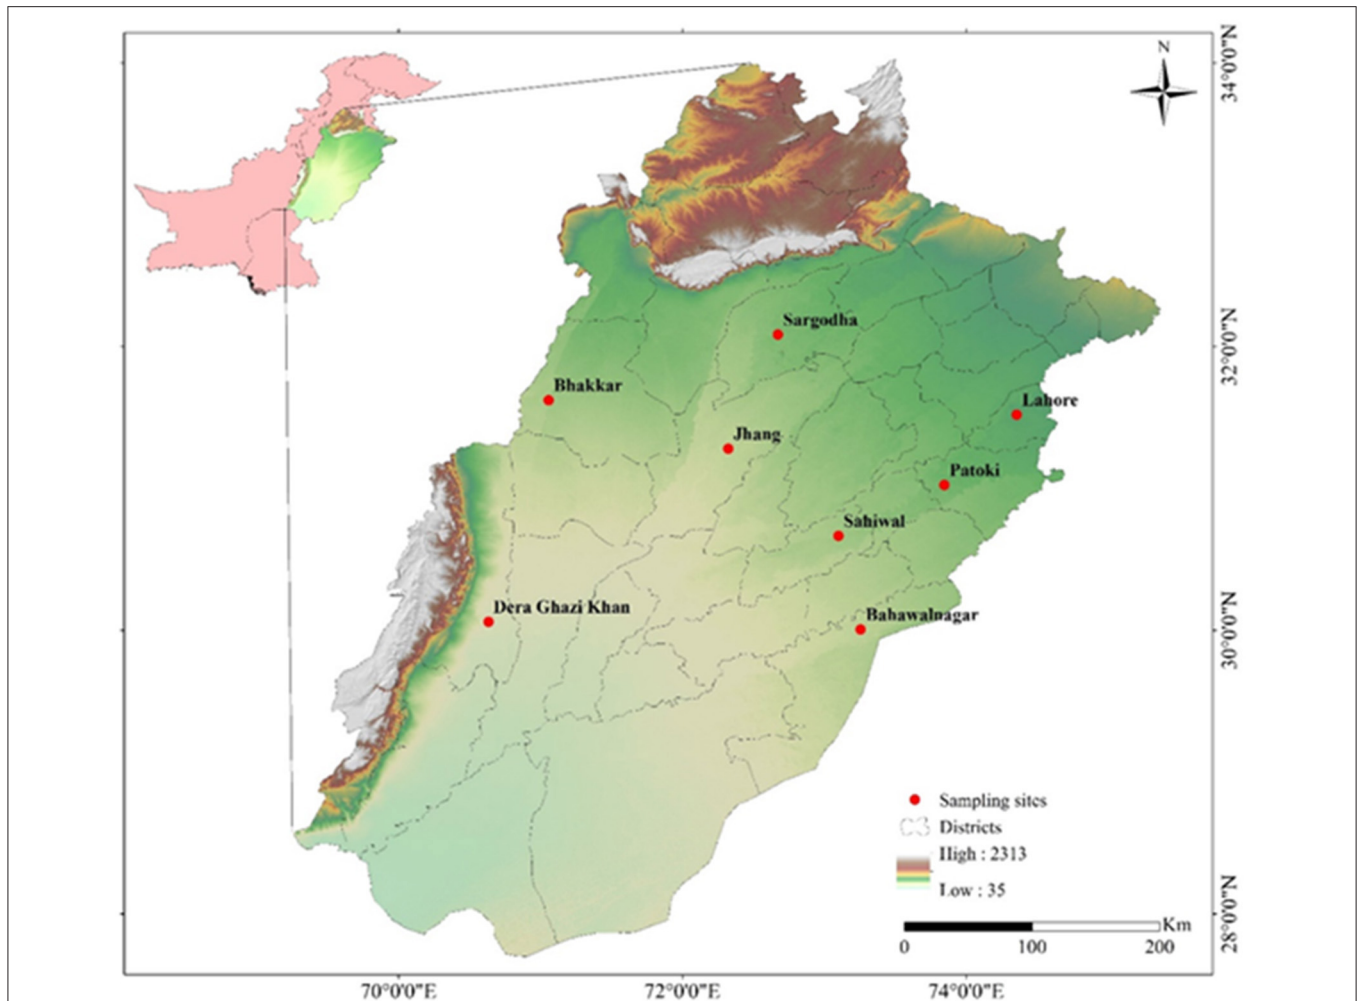 N
34°0'0"N
Sargodha
32°0'0"N
Bhakkar
Lahore
Jhang
Patoki
Sahiwal
Dera Ghazi Khan
Bahawalnagar
30°0'0"N
Sampling sites
Districts
High : 2313
Low : 35
28°0'0"N
Km
0 100 200
70°0'0"E 72°0'0"E 74°0'0"E